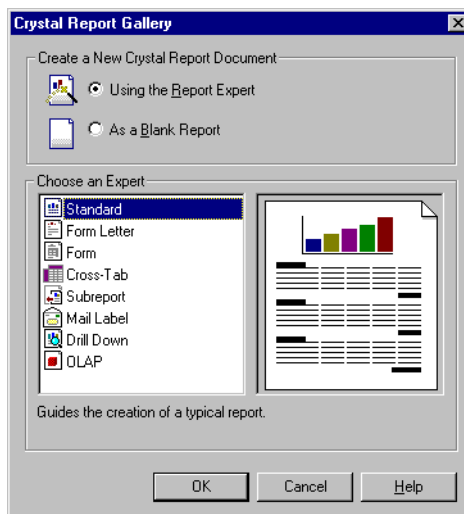 Crystal Report Gallery
Create a New Crystal Report Document
Using the Report Expert
As a Blank Report
Choose an Expert
Standard
Form Letter
Form
Cross-Tab
Subreport
Mail Label
Drill Down
OLAP
Guides the creation of a typical report.
OK Cancel Help